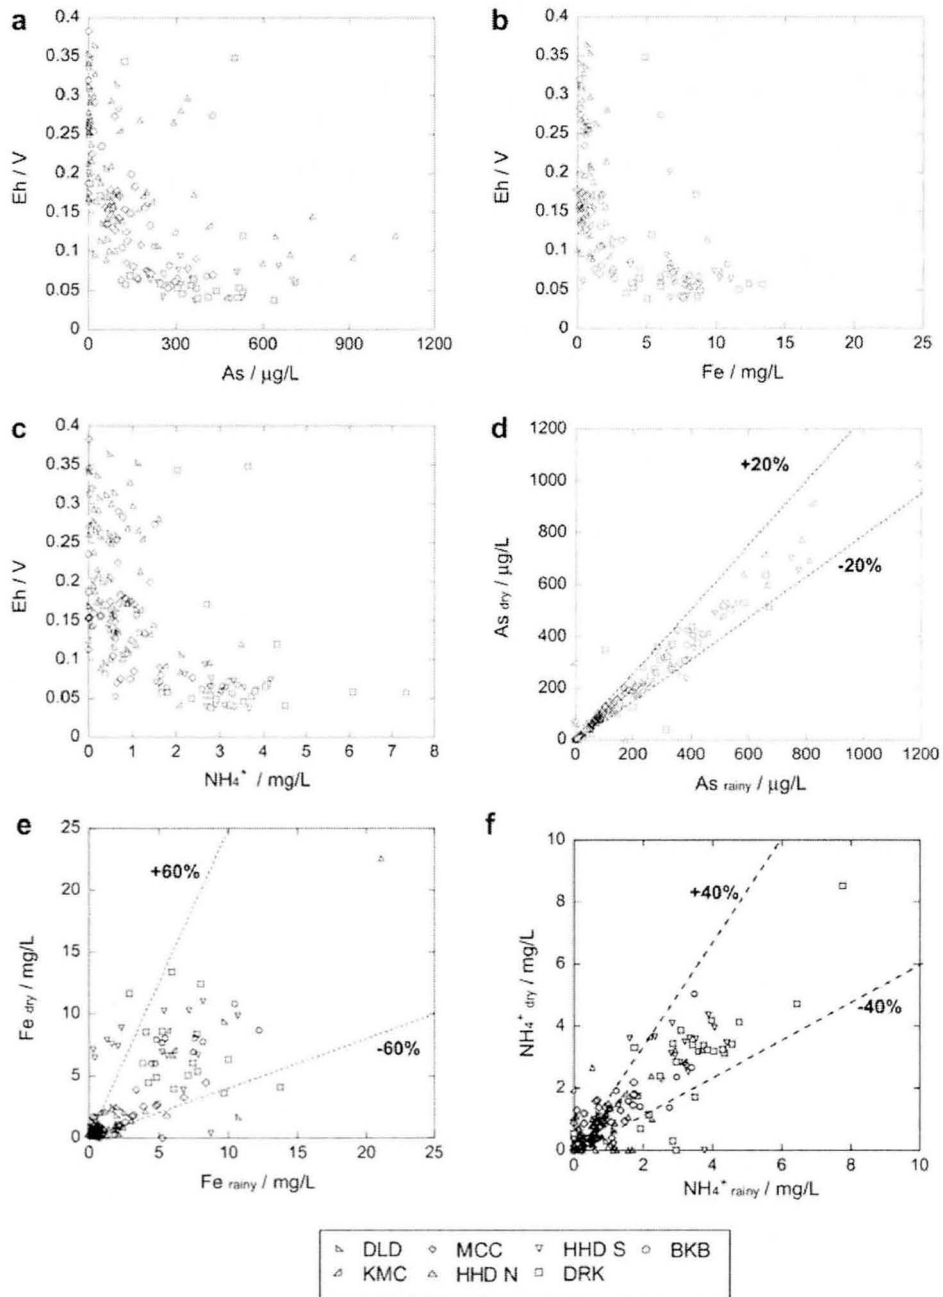 a
0.4
0.35
0.3
0.25
0.2
0.15
0.1
0.05
0
Eh / V
0 300 600 900 1200
As / µg/L
b
0.4
0.35
0.3
0.25
0.2
0.15
0.1
0.05
0
Eh / V
0 5 10 15 20 25
Fe / mg/L
c
0.4
0.35
0.3
0.25
0.2
0.15
0.1
0.05
0
Eh / V
0 1 2 3 4 5 6 7 8
NH₄⁺ / mg/L
d
1200
1000
800
600
400
200
0
As dry / µg/L
+20%
-20%
0 200 400 600 800 1000 1200
As rainy / µg/L
e
25
20
15
10
5
0
Fe dry / mg/L
+60%
-60%
0 5 10 15 20 25
Fe rainy / mg/L
f
10
8
6
4
2
0
NH₄⁺ dry / mg/L
+40%
-40%
0 2 4 6 8 10
NH₄⁺ rainy / mg/L
DLD MCC HHD S BKB
KMC HHD N DRK